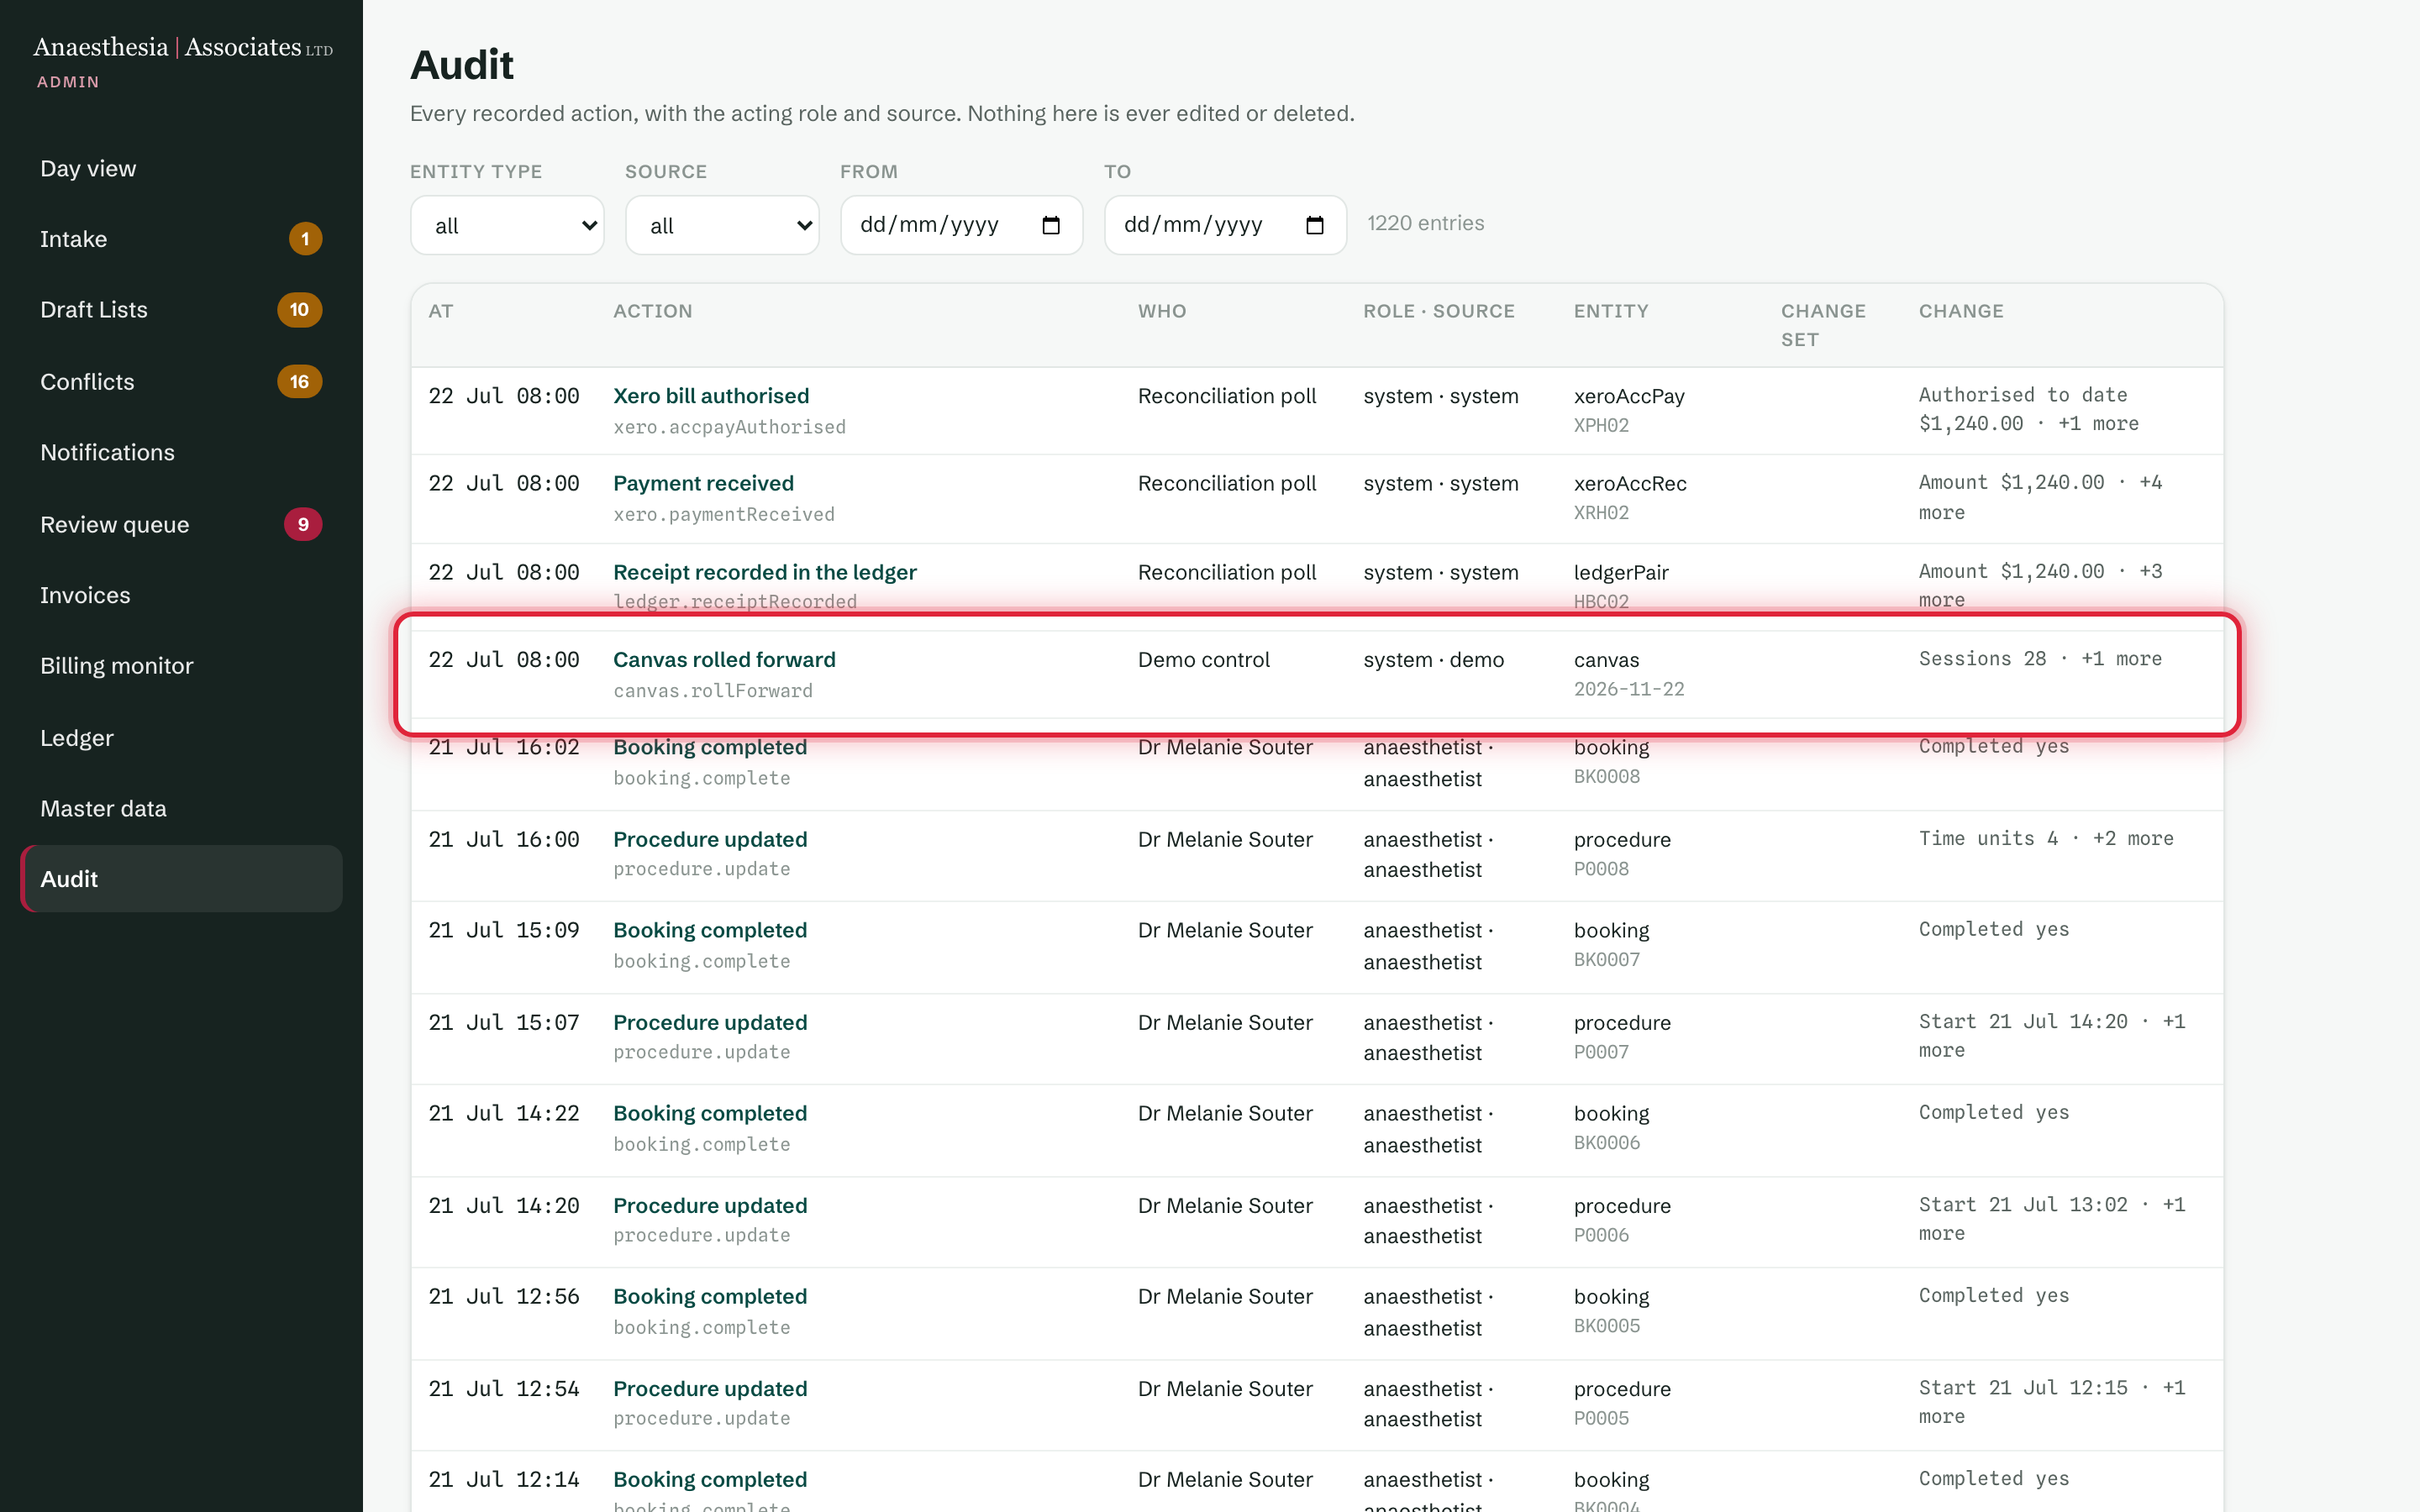 Anaesthesia | Associates LTD
ADMIN
Day view
Intake 1
Draft Lists 10
Conflicts 16
Notifications
Review queue 9
Invoices
Billing monitor
Ledger
Master data
Audit
Audit
Every recorded action, with the acting role and source. Nothing here is ever edited or deleted.
ENTITY TYPE SOURCE FROM TO
all all dd/mm/yyyy dd/mm/yyyy 1220 entries
AT ACTION WHO ROLE · SOURCE ENTITY CHANGE CHANGE
SET
22 Jul 08:00 Xero bill authorised Reconciliation poll system · system xeroAccPay Authorised to date
xero.accpayAuthorised XPH02 $1,240.00 · +1 more
22 Jul 08:00 Payment received Reconciliation poll system · system xeroAccRec Amount $1,240.00 · +4
xero.paymentReceived XRH02 more
22 Jul 08:00 Receipt recorded in the ledger Reconciliation poll system · system ledgerPair Amount $1,240.00 · +3
ledger.receiptRecorded HBC02 more
22 Jul 08:00 Canvas rolled forward Demo control system · demo canvas Sessions 28 · +1 more
canvas.rollForward 2026-11-22
21 Jul 16:02 Booking completed Dr Melanie Souter anaesthetist · booking Completed yes
booking.complete anaesthetist BK0008
21 Jul 16:00 Procedure updated Dr Melanie Souter anaesthetist · procedure Time units 4 · +2 more
procedure.update anaesthetist P0008
21 Jul 15:09 Booking completed Dr Melanie Souter anaesthetist · booking Completed yes
booking.complete anaesthetist BK0007
21 Jul 15:07 Procedure updated Dr Melanie Souter anaesthetist · procedure Start 21 Jul 14:20 · +1
procedure.update anaesthetist P0007 more
21 Jul 14:22 Booking completed Dr Melanie Souter anaesthetist · booking Completed yes
booking.complete anaesthetist BK0006
21 Jul 14:20 Procedure updated Dr Melanie Souter anaesthetist · procedure Start 21 Jul 13:02 · +1
procedure.update anaesthetist P0006 more
21 Jul 12:56 Booking completed Dr Melanie Souter anaesthetist · booking Completed yes
booking.complete anaesthetist BK0005
21 Jul 12:54 Procedure updated Dr Melanie Souter anaesthetist · procedure Start 21 Jul 12:15 · +1
procedure.update anaesthetist P0005 more
21 Jul 12:14 Booking completed Dr Melanie Souter anaesthetist · booking Completed yes
booking.complete anaesthetist BK0004